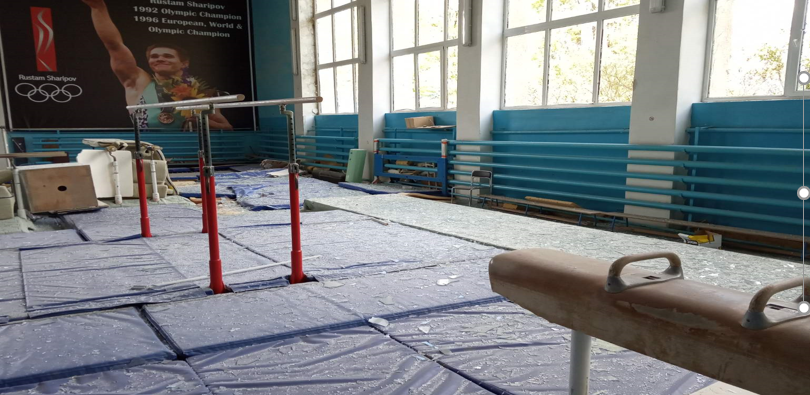 Rustam Sharipov
1992 Olympic Champion
1996 European, World &
Olympic Champion
Rustam Sharipov